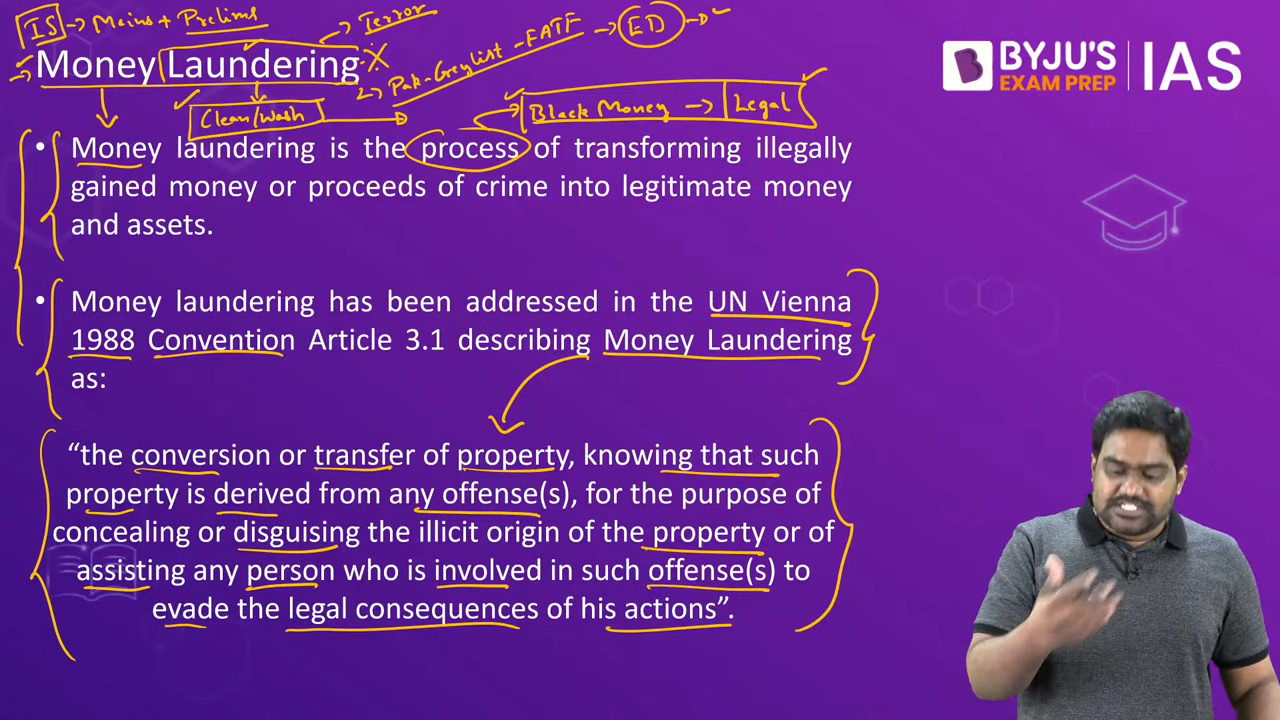 IS → Mains + Prelims
→ Terror
Money Laundering X
Pak-Grey list - FATF → ED →
Clean/Wash →
Black Money → Legal
BYJU'S
EXAM PREP
IAS
• Money laundering is the process of transforming illegally
gained money or proceeds of crime into legitimate money
and assets.
• Money laundering has been addressed in the UN Vienna
1988 Convention Article 3.1 describing Money Laundering
as:
“the conversion or transfer of property, knowing that such
property is derived from any offense(s), for the purpose of
concealing or disguising the illicit origin of the property or of
assisting any person who is involved in such offense(s) to
evade the legal consequences of his actions”.